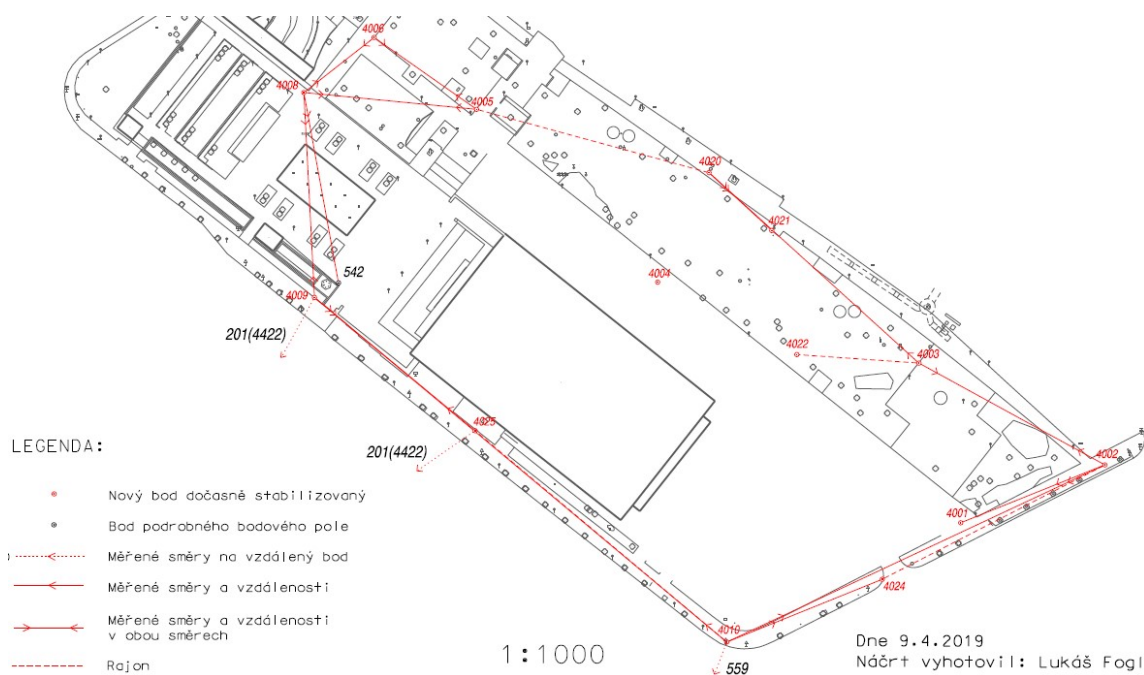 4006
4008
4005
4020
4021
4004
542
4009
201(4422)
4022
4003
4025
201(4422)
4002
4001
4024
4010
559
LEGENDA:
Nový bod dočasně stabilizovaný
Bod podrobného bodového pole
Měřené směry na vzdálený bod
Měřené směry a vzdálenosti
Měřené směry a vzdálenosti
v obou směrech
Rajon
1:1000
Dne 9.4.2019
Náčrt vyhotovil: Lukáš Fogl